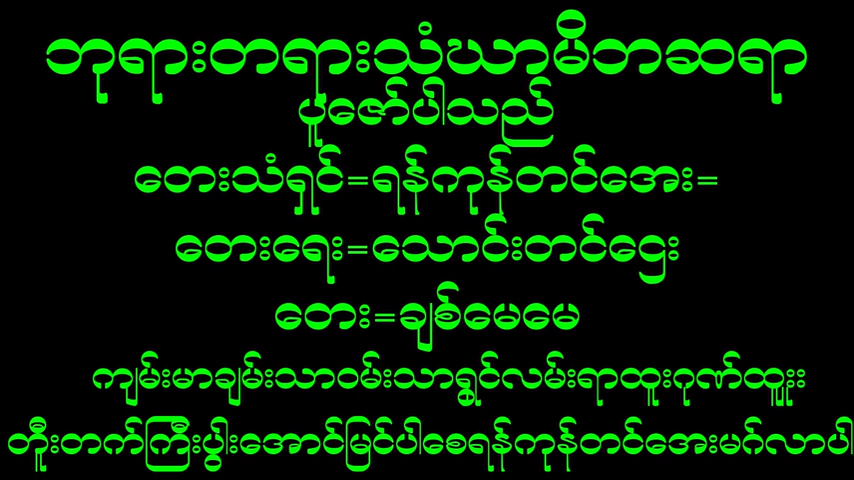 ဘုရားတရားသံဃာမိဘဆရာ
ပူဇော်ပါသည်
တေးသံရှင်=ရန်ကုန်တင်အေး=
တေးရေး=သောင်းတင်ဌေး
တေး=ချစ်မေမေ
ကျမ်းမာချမ်းသာဝမ်းသာရွှင်လမ်းရာထူးဂုဏ်ထူးး
တိုးတက်ကြီးပွါးအောင်မြင်ပါစေရန်ကုန်တင်အေးမင်္ဂလာပါ